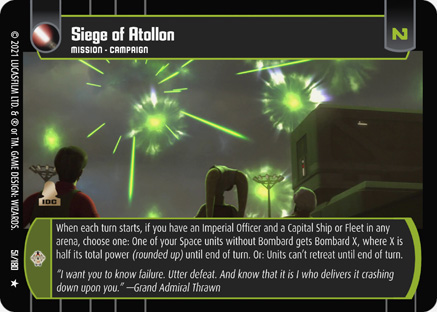 Siege of Atollon
MISSION - CAMPAIGN
N
© 2021 LUCASFILM LTD. & ® or TM. GAME DESIGN: WIZARDS.
IDC
When each turn starts, if you have an Imperial Officer and a Capital Ship or Fleet in any
arena, choose one: One of your Space units without Bombard gets Bombard X, where X is
half its total power (rounded up) until end of turn. Or: Units can't retreat until end of turn.
"I want you to know failure. Utter defeat. And know that it is I who delivers it crashing
down upon you." —Grand Admiral Thrawn